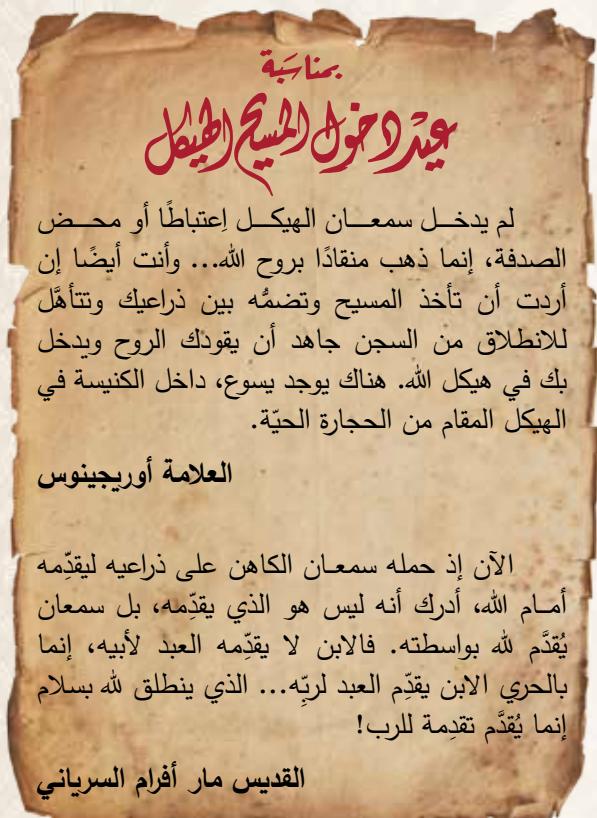 بمناسَبة
عيْد دخول المسيح الهيكل
لم يدخل سمعان الهيكل اِعتباطًا أو محض
الصدفة، إنما ذهب منقادًا بروح الله... وأنت أيضًا إن
أردت أن تأخذ المسيح وتضمُّه بين ذراعيك وتتأهَّل
للانطلاق من السجن جاهد أن يقودك الروح ويدخل
بك في هيكل الله. هناك يوجد يسوع، داخل الكنيسة في
الهيكل المقام من الحجارة الحيّة.
العلامة أوريجينوس
الآن إذ حمله سمعان الكاهن على ذراعيه ليقدِّمه
أمام الله، أدرك أنه ليس هو الذي يقدِّمه، بل سمعان
يُقدَّم لله بواسطته. فالابن لا يقدِّمه العبد لأبيه، إنما
بالحري الابن يقدِّم العبد لربِّه... الذي ينطلق لله بسلام
إنما يُقدَّم تقدِمة للرب!
القديس مار أفرام السرياني